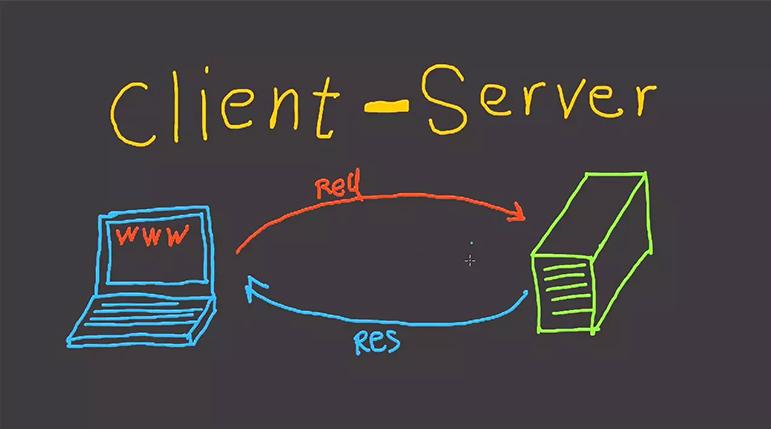 Client - Server
Req
WWW
Res